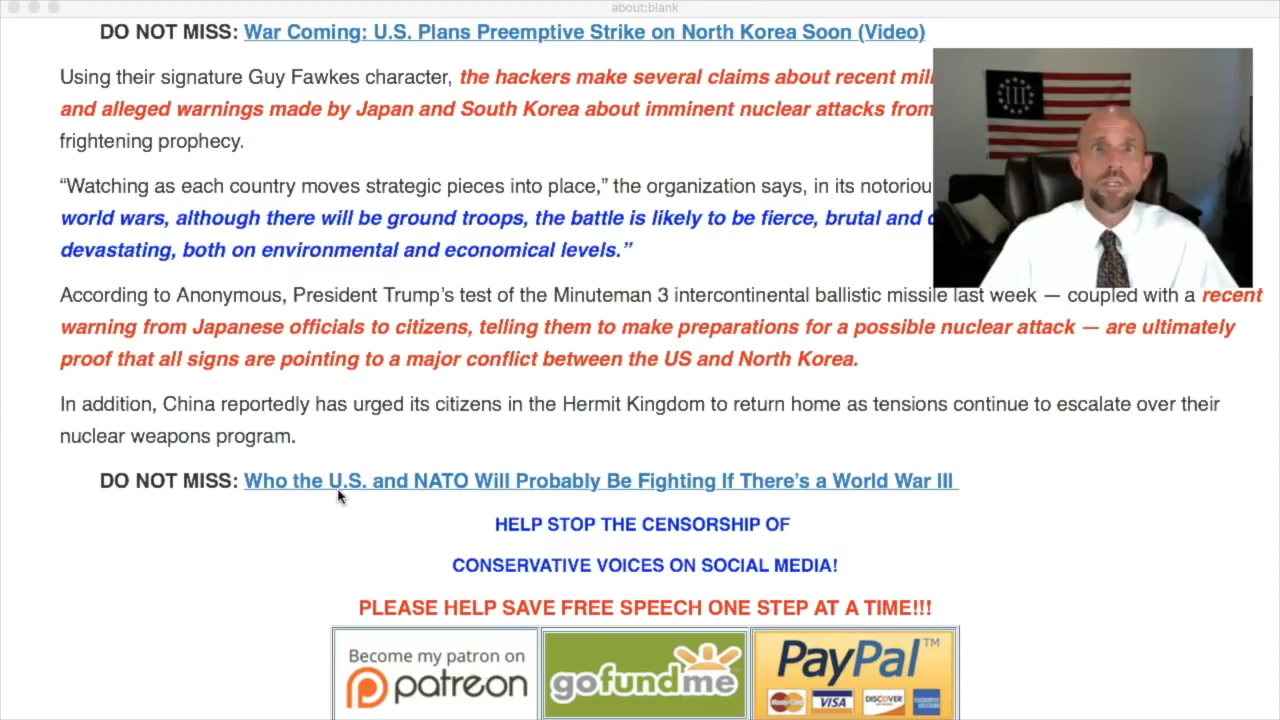 about:blank
DO NOT MISS: War Coming: U.S. Plans Preemptive Strike on North Korea Soon (Video)
Using their signature Guy Fawkes character, the hackers make several claims about recent
and alleged warnings made by Japan and South Korea about imminent nuclear attacks from
frightening prophecy.
“Watching as each country moves strategic pieces into place,” the organization says, in its
world wars, although there will be ground troops, the battle is likely to be fierce, brutal and
devastating, both on environmental and economical levels.”
According to Anonymous, President Trump’s test of the Minuteman 3 intercontinental ballistic missile last week — coupled with a recent
warning from Japanese officials to citizens, telling them to make preparations for a possible nuclear attack — are ultimately
proof that all signs are pointing to a major conflict between the US and North Korea.
In addition, China reportedly has urged its citizens in the Hermit Kingdom to return home as tensions continue to escalate over their
nuclear weapons program.
DO NOT MISS: Who the U.S. and NATO Will Probably Be Fighting If There’s a World War III
HELP STOP THE CENSORSHIP OF
CONSERVATIVE VOICES ON SOCIAL MEDIA!
PLEASE HELP SAVE FREE SPEECH ONE STEP AT A TIME!!!
Become my patron on
patreon
gofundme
PayPal™
MasterCard VISA DISCOVER
III